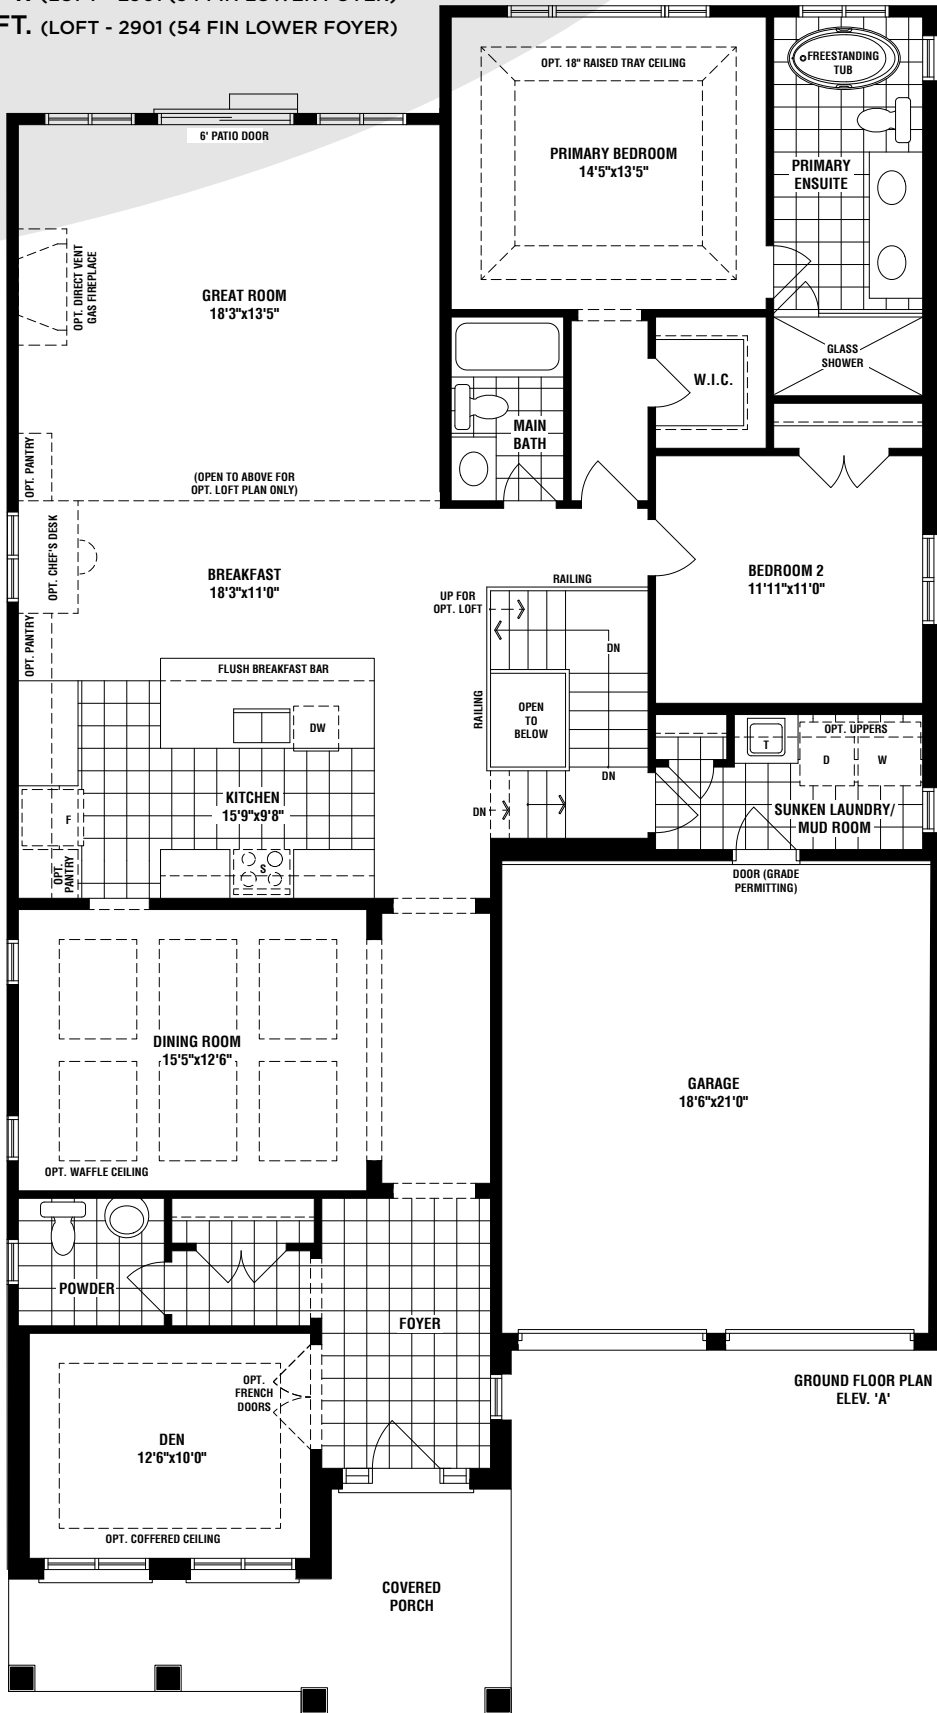 FT. (LOFT - 2901 (54 FIN LOWER FOYER)
OPT. 18" RAISED TRAY CEILING
FREESTANDING
TUB
6' PATIO DOOR
PRIMARY BEDROOM
14'5"x13'5"
PRIMARY
ENSUITE
OPT. DIRECT VENT
GAS FIREPLACE
GREAT ROOM
18'3"x13'5"
GLASS
SHOWER
W.I.C.
MAIN
BATH
OPT. PANTRY
(OPEN TO ABOVE FOR
OPT. LOFT PLAN ONLY)
OPT. CHEF'S DESK
BREAKFAST
18'3"x11'0"
RAILING
UP FOR
OPT. LOFT
BEDROOM 2
11'11"x11'0"
OPT. PANTRY
DN
FLUSH BREAKFAST BAR
RAILING
OPEN
TO
BELOW
DW
T
OPT. UPPERS
D
W
DN
KITCHEN
15'9"x9'8"
F
DN
SUNKEN LAUNDRY/
MUD ROOM
OPT.
PANTRY
S
DOOR (GRADE
PERMITTING)
DINING ROOM
15'5"x12'6"
GARAGE
18'6"x21'0"
OPT. WAFFLE CEILING
POWDER
FOYER
OPT.
FRENCH
DOORS
GROUND FLOOR PLAN
ELEV. 'A'
DEN
12'6"x10'0"
OPT. COFFERED CEILING
COVERED
PORCH